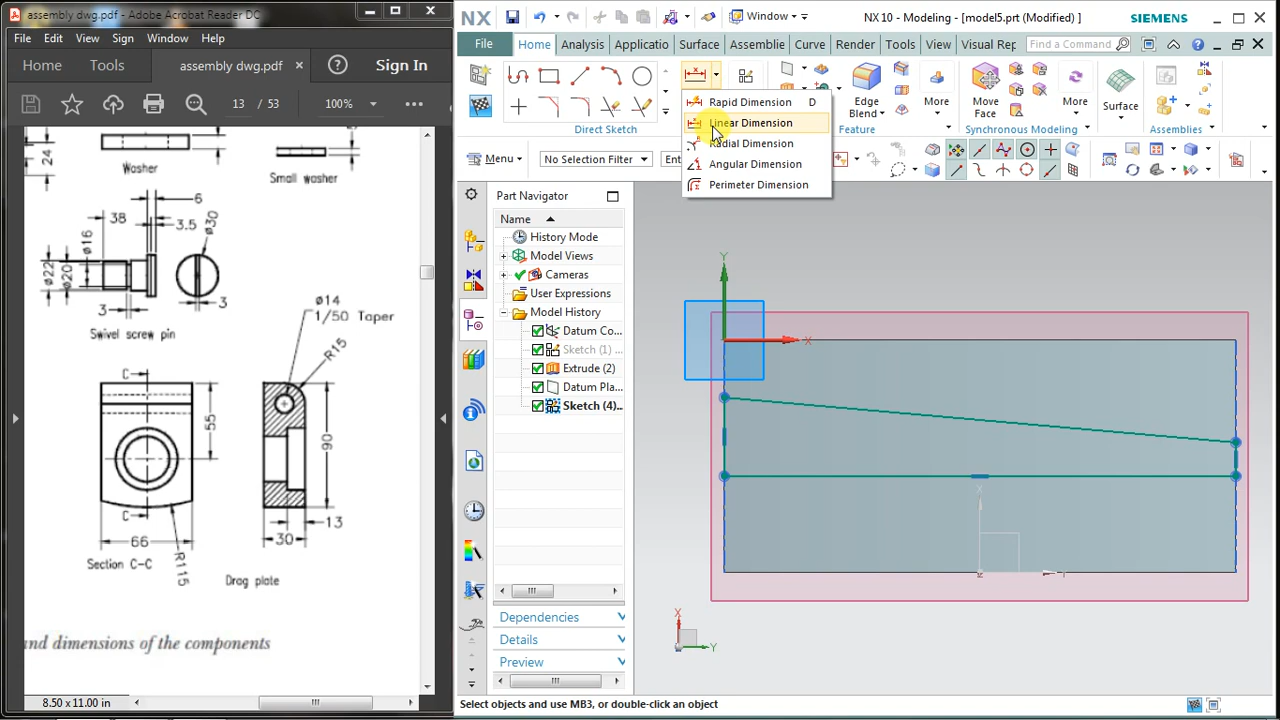 assembly dwg.pdf - Adobe Acrobat Reader DC
File Edit View Sign Window Help
Home Tools assembly dwg.pdf × ? Sign In
13 / 53 100%
24
Washer
Small washer
6
38
3.5
ø30
ø16
ø22
ø20
3
3
Swivel screw pin
ø14
1/50 Taper
R15
C
55
90
C
66
13
30
R115
Section C-C
Drag plate
and dimensions of the components
8.50 x 11.00 in
NX Window NX 10 - Modeling - [model5.prt (Modified) ] SIEMENS
File Home Analysis Applicatio Surface Assemblie Curve Render Tools View Visual Rep Find a Command
Rapid Dimension D
Linear Dimension
Radial Dimension
Angular Dimension
Perimeter Dimension
Edge Blend More Move Face More Surface
Direct Sketch Feature Synchronous Modeling Assemblies
Menu No Selection Filter Enti
Part Navigator
Name
History Mode
Model Views
Cameras
User Expressions
Model History
Datum Co...
Sketch (1) ...
Extrude (2)
Datum Pla...
Sketch (4)...
Dependencies
Details
Preview
Y
X
X
Y
Select objects and use MB3, or double-click an object